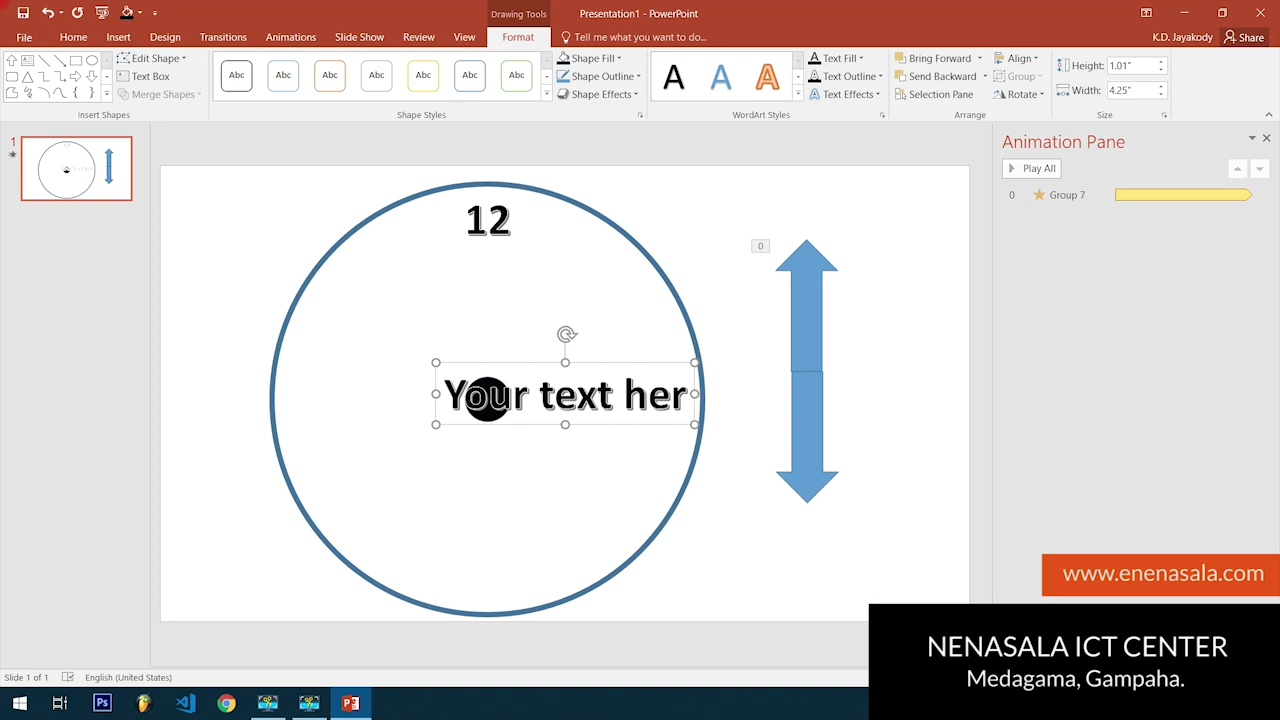 Drawing Tools
Presentation1 - PowerPoint
File
Home
Insert
Design
Transitions
Animations
Slide Show
Review
View
Format
Tell me what you want to do...
K.D. Jayakody
Share
Edit Shape
Text Box
Merge Shapes
Insert Shapes
Abc Abc Abc Abc Abc Abc Abc
Shape Fill
Shape Outline
Shape Effects
Shape Styles
A A A
Text Fill
Text Outline
Text Effects
WordArt Styles
Bring Forward
Send Backward
Selection Pane
Align
Group
Rotate
Arrange
Height: 1.01"
Width: 4.25"
Size
1
Animation Pane
Play All
0 Group 7
12
0
Your text her
www.enenasala.com
NENASALA ICT CENTER
Medagama, Gampaha.
Slide 1 of 1
English (United States)
Ps